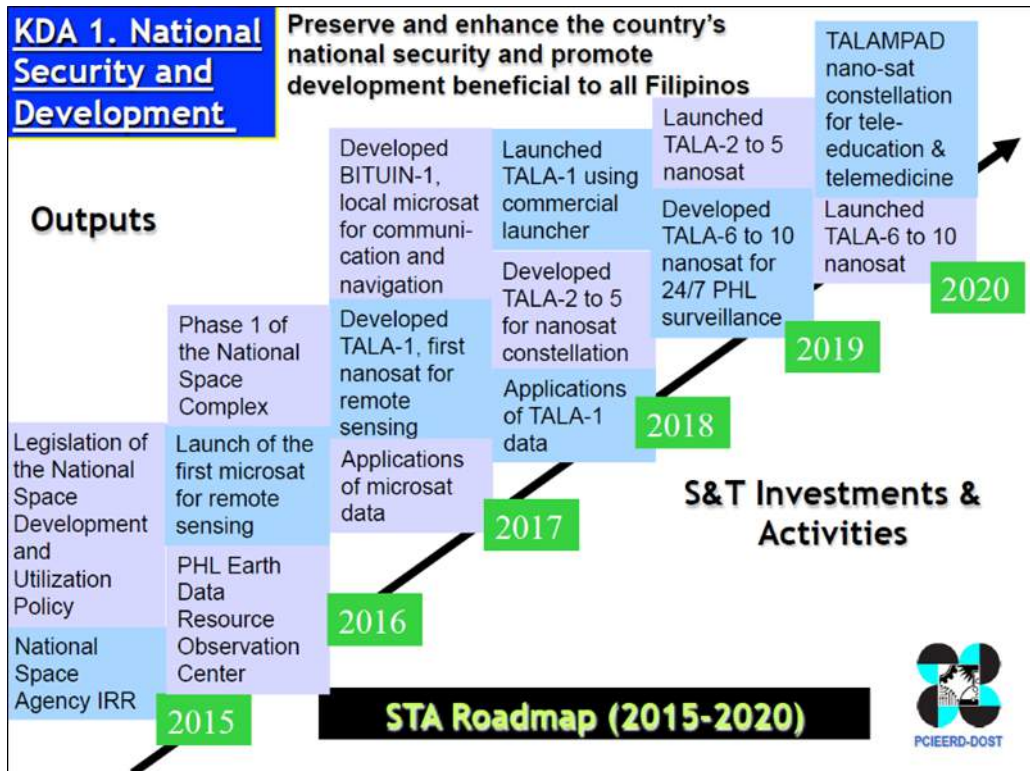 KDA 1. National
Security and
Development
Preserve and enhance the country's
national security and promote
development beneficial to all Filipinos
Outputs
Legislation of
the National
Space
Development
and
Utilization
Policy
National
Space
Agency IRR
2015
Phase 1 of
the National
Space
Complex
Launch of the
first microsat
for remote
sensing
PHL Earth
Data
Resource
Observation
Center
2016
Developed
BITUIN-1,
local microsat
for communi-
cation and
navigation
Developed
TALA-1, first
nanosat for
remote
sensing
Applications
of microsat
data
2017
Launched
TALA-1 using
commercial
launcher
Developed
TALA-2 to 5
for nanosat
constellation
Applications
of TALA-1
data
2018
Launched
TALA-2 to 5
nanosat
Developed
TALA-6 to 10
nanosat for
24/7 PHL
surveillance
2019
TALAMPAD
nano-sat
constellation
for tele-
education &
telemedicine
Launched
TALA-6 to 10
nanosat
2020
S&T Investments &
Activities
STA Roadmap (2015-2020)
PCIEERD-DOST